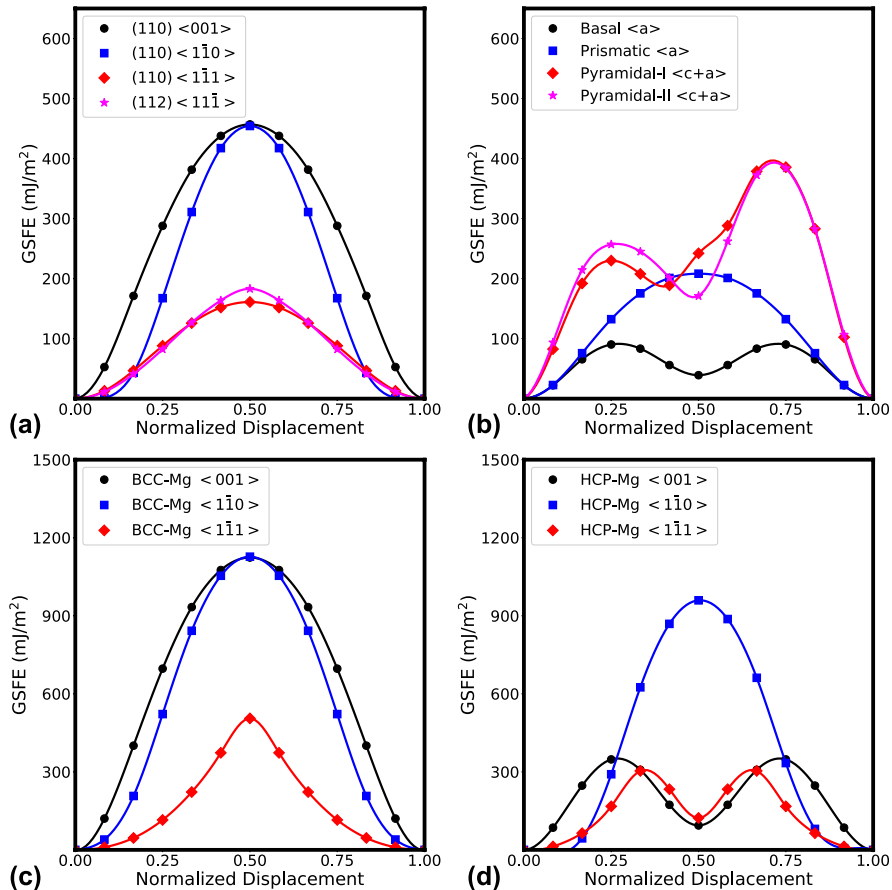 (110) <001>
(110) <11̄0>
(110) <11̄1>
(112) <111̄>
600
500
400
300
200
100
GSFE (mJ/m²)
0.00 0.25 0.50 0.75 1.00
Normalized Displacement
(a)
Basal <a>
Prismatic <a>
Pyramidal-I <c+a>
Pyramidal-II <c+a>
600
500
400
300
200
100
GSFE (mJ/m²)
0.00 0.25 0.50 0.75 1.00
Normalized Displacement
(b)
BCC-Mg <001>
BCC-Mg <11̄0>
BCC-Mg <11̄1>
1500
1200
900
600
300
GSFE (mJ/m²)
0.00 0.25 0.50 0.75 1.00
Normalized Displacement
(c)
HCP-Mg <001>
HCP-Mg <11̄0>
HCP-Mg <11̄1>
1500
1200
900
600
300
GSFE (mJ/m²)
0.00 0.25 0.50 0.75 1.00
Normalized Displacement
(d)